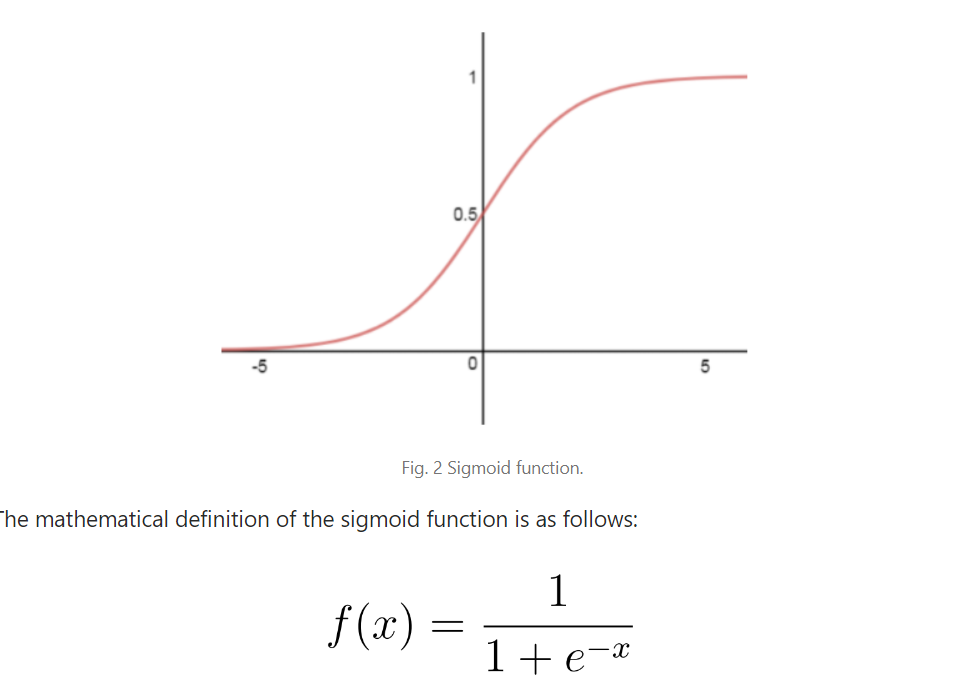 1
0.5
-5 0 5
Fig. 2 Sigmoid function.
The mathematical definition of the sigmoid function is as follows:
f(x) = 1 / (1 + e^{-x})